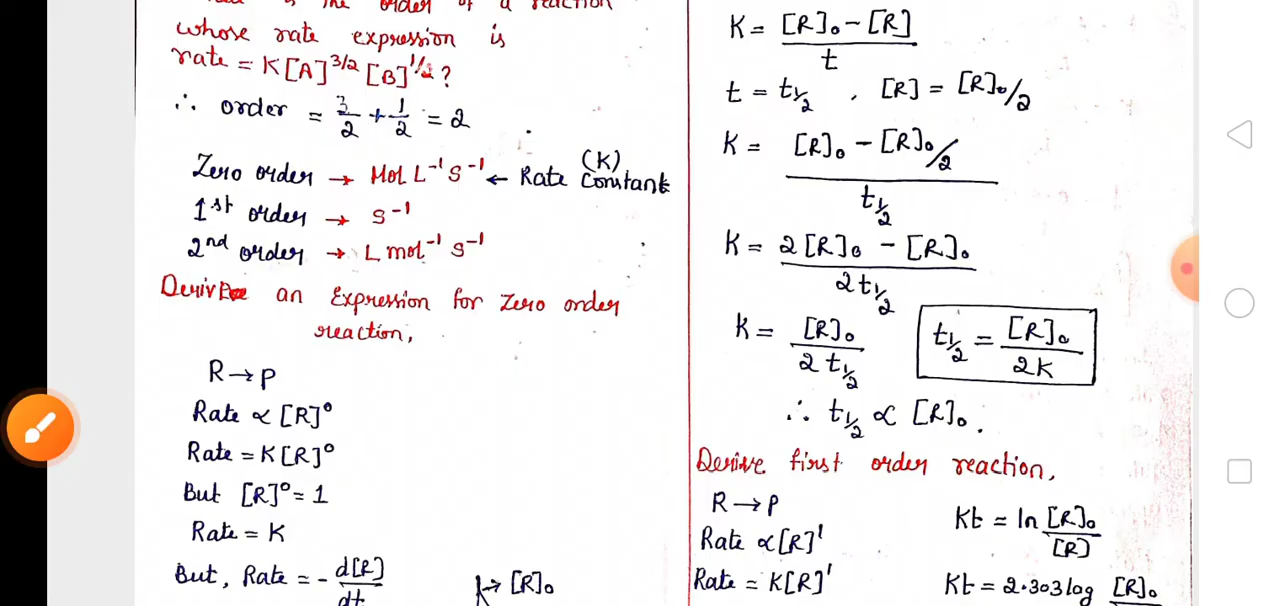 the order of a reaction
whose rate expression is
rate = K[A]^3/2 [B]^1/2 ?
∴ order = 3/2 + 1/2 = 2
Zero order → Mol L⁻¹ S⁻¹ ← Rate Constant (K)
1st order → S⁻¹
2nd order → L mol⁻¹ S⁻¹
Derive an Expression for Zero order
reaction,
R → P
Rate ∝ [R]⁰
Rate = K[R]⁰
But [R]⁰ = 1
Rate = K
But, Rate = - d[R]/dt
[R]₀
K = [R]₀ - [R] / t
t = t½ , [R] = [R]₀/2
K = [R]₀ - [R]₀/2 / t½
K = 2[R]₀ - [R]₀ / 2t½
K = [R]₀ / 2t½
t½ = [R]₀ / 2K
∴ t½ ∝ [R]₀ .
Derive first order reaction,
R → P
Rate ∝ [R]¹
Rate = K[R]¹
Kt = ln [R]₀/[R]
Kt = 2.303 log [R]₀